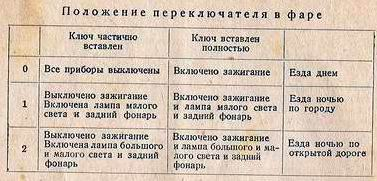 Положение переключателя в фаре
Ключ частично
вставлен
Ключ вставлен
полностью
0
Все приборы выключены
Включено зажигание
Езда днем
1
Выключено зажигание
Включена лампа малого
света и задний фонарь
Включено зажигание
и лампа малого света
и задний фонарь
Езда ночью
по городу
2
Выключено зажигание
Включена лампа большого
и малого света и задний
фонарь
Включено зажигание
и лампа большого и ма-
лого света и задний
фонарь
Езда ночью по
открытой дороге